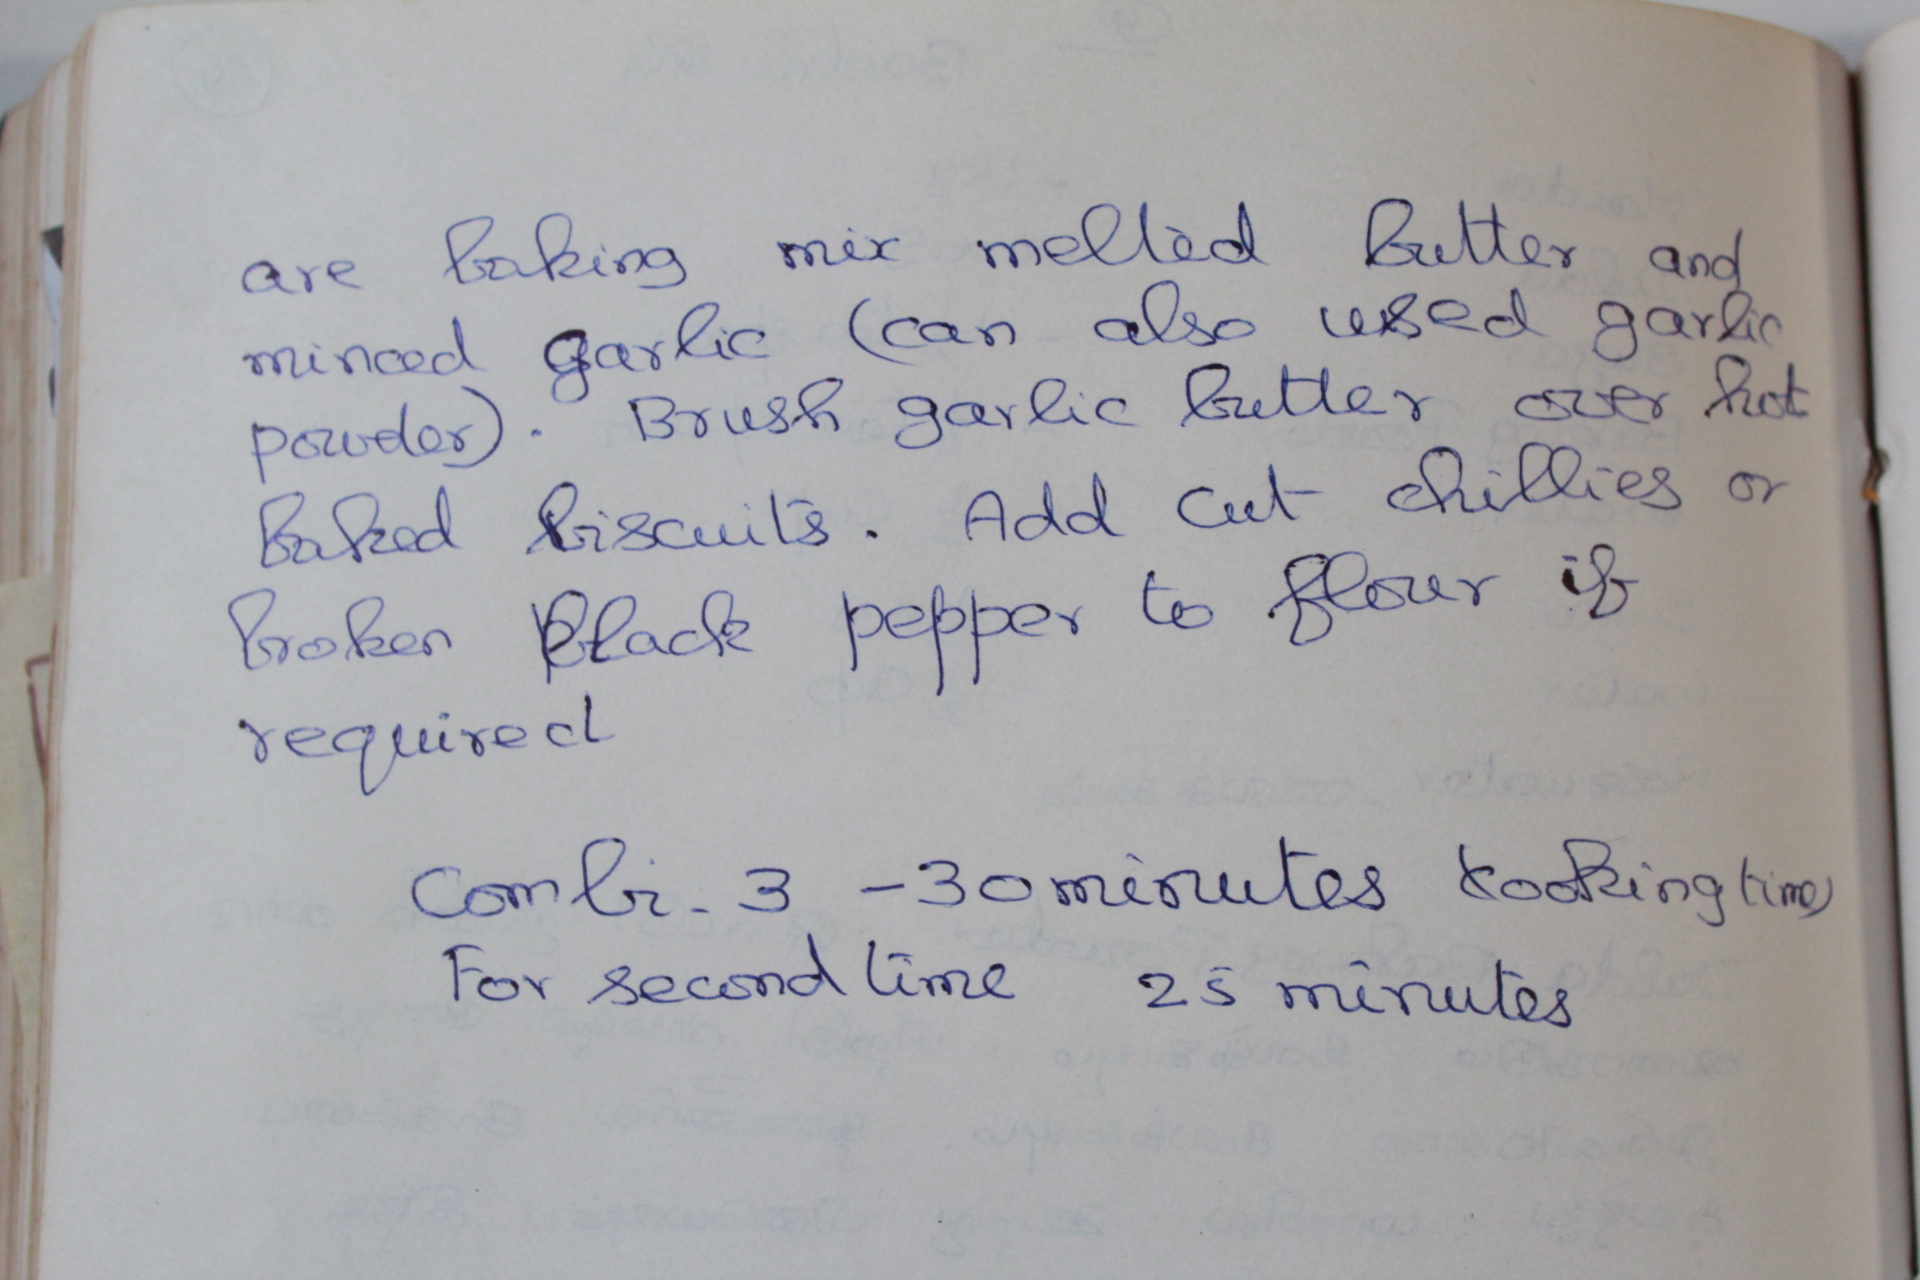 are baking mix melted butter and
minced garlic (can also used garlic
powder). Brush garlic butter over hot
baked biscuits. Add cut chillies or
broken black pepper to flour if
required
Combi-3 -30 minutes cooking time
For second time 25 minutes